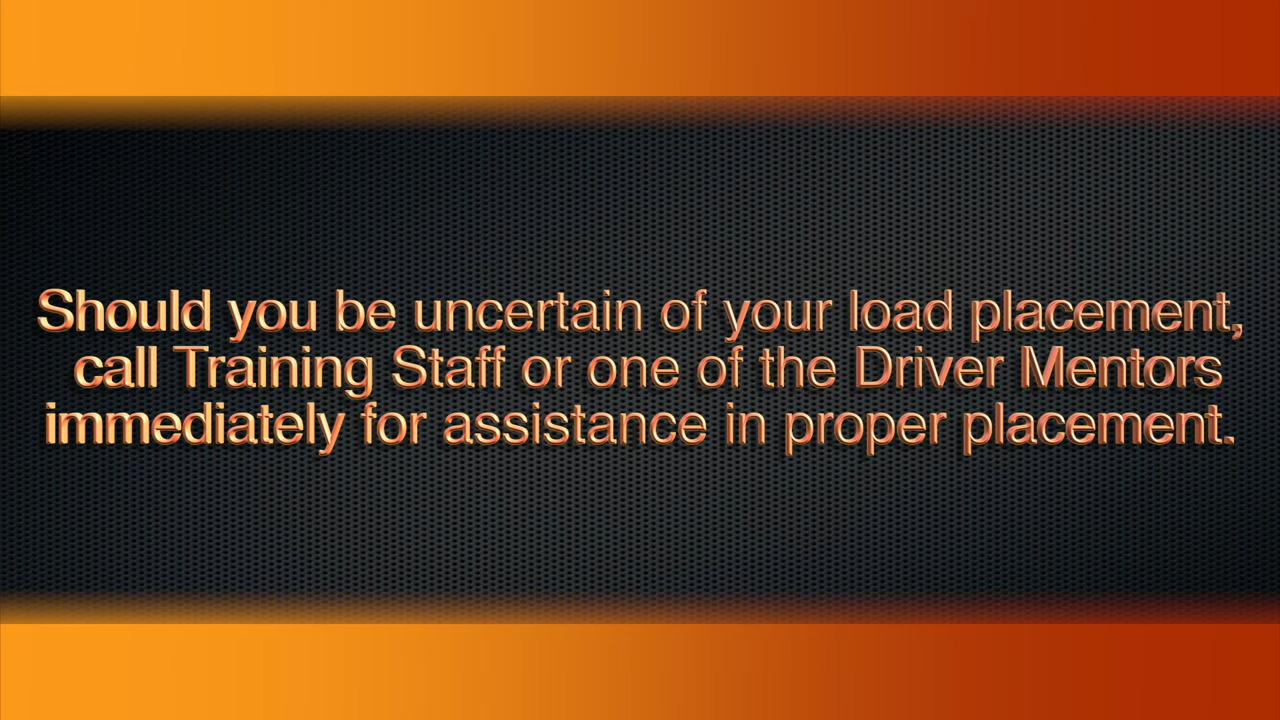 Should you be uncertain of your load placement,
call Training Staff or one of the Driver Mentors
immediately for assistance in proper placement.